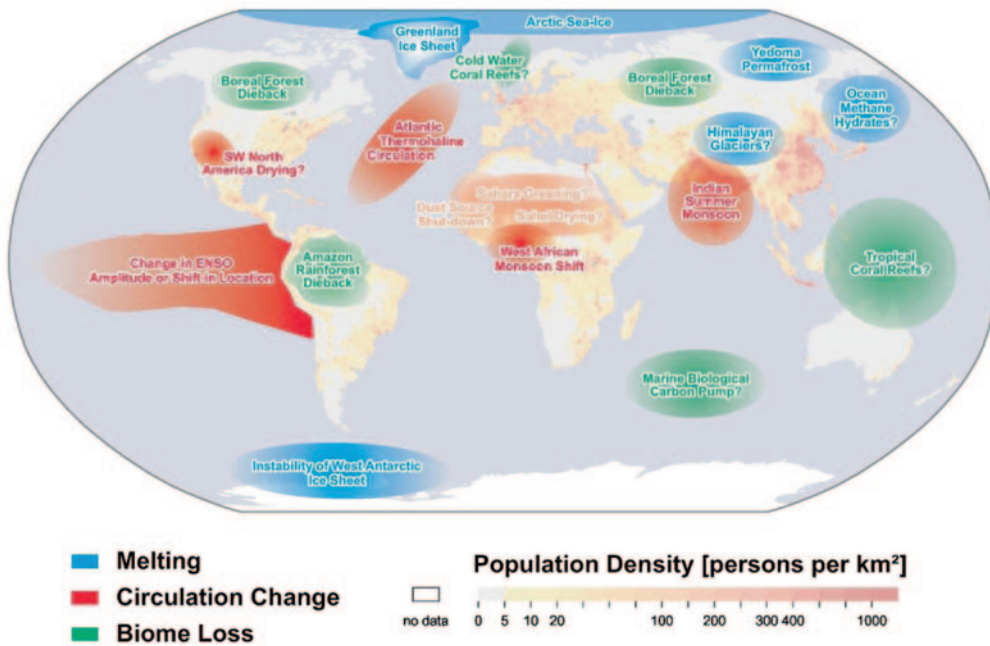 Arctic Sea-Ice
Greenland
Ice Sheet
Cold Water
Coral Reefs?
Yedoma
Permafrost
Boreal Forest
Dieback
Boreal Forest
Dieback
Ocean
Methane
Hydrates?
Atlantic
Thermohaline
Circulation
Himalayan
Glaciers?
SW North
America Drying?
Sahara Greening?
Dust Source
Shut-down?
Sahel Drying?
Indian
Summer
Monsoon
West African
Monsoon Shift
Change in ENSO
Amplitude or Shift in Location
Amazon
Rainforest
Dieback
Tropical
Coral Reefs?
Marine Biological
Carbon Pump?
Instability of West Antarctic
Ice Sheet
Melting
Circulation Change
Biome Loss
Population Density [persons per km²]
no data
0 5 10 20 100 200 300 400 1000